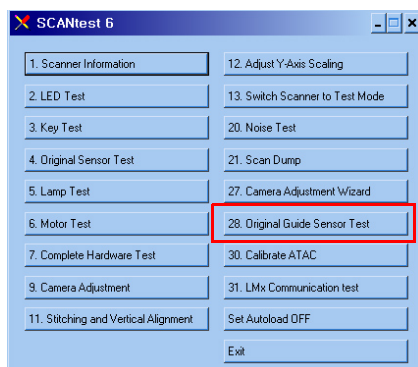 SCANtest 6
1. Scanner Information
12. Adjust Y-Axis Scaling
2. LED Test
13. Switch Scanner to Test Mode
3. Key Test
20. Noise Test
4. Original Sensor Test
21. Scan Dump
5. Lamp Test
27. Camera Adjustment Wizard
6. Motor Test
28. Original Guide Sensor Test
7. Complete Hardware Test
30. Calibrate ATAC
9. Camera Adjustment
31. LMx Communication test
11. Stitching and Vertical Alignment
Set Autoload OFF
Exit